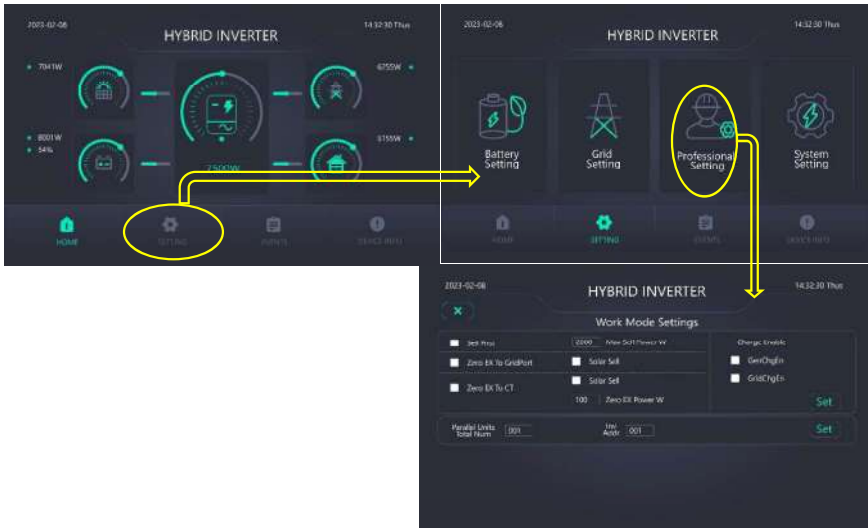 2023-02-08
HYBRID INVERTER
14:32:30 Thus
7041W
6755W
8001W
54%
6755W
7500W
HOME
SETTING
EVENTS
DEVICE INFO
2023-02-08
HYBRID INVERTER
14:32:30 Thus
Battery
Setting
Grid
Setting
Professional
Setting
System
Setting
HOME
SETTING
EVENTS
DEVICE INFO
2023-02-08
HYBRID INVERTER
14:32:30 Thus
Work Mode Settings
Sell First
2000 Max Sell Power W
Charge Enable
Zero EX To GridPort
Solar Sell
GenChgEn
Zero EX To CT
Solar Sell
GridChgEn
100 Zero EX Power W
Set
Parallel Units
Total Num 001
Addr 001
Set